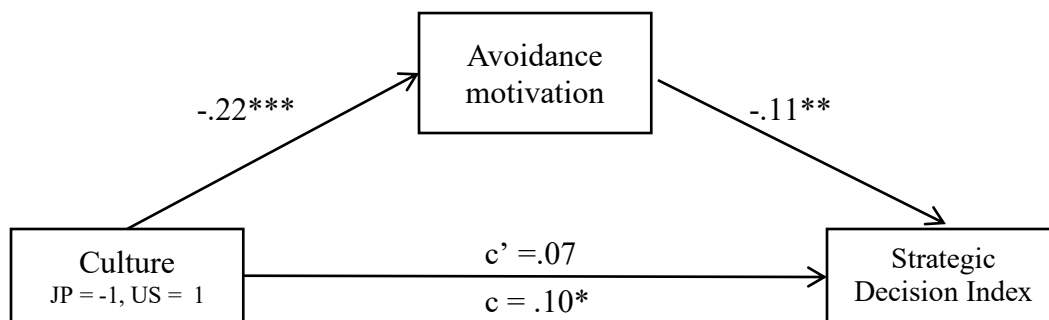 Avoidance
motivation
-.22***
-.11**
Culture
JP = -1, US = 1
c’ =.07
c = .10*
Strategic
Decision Index